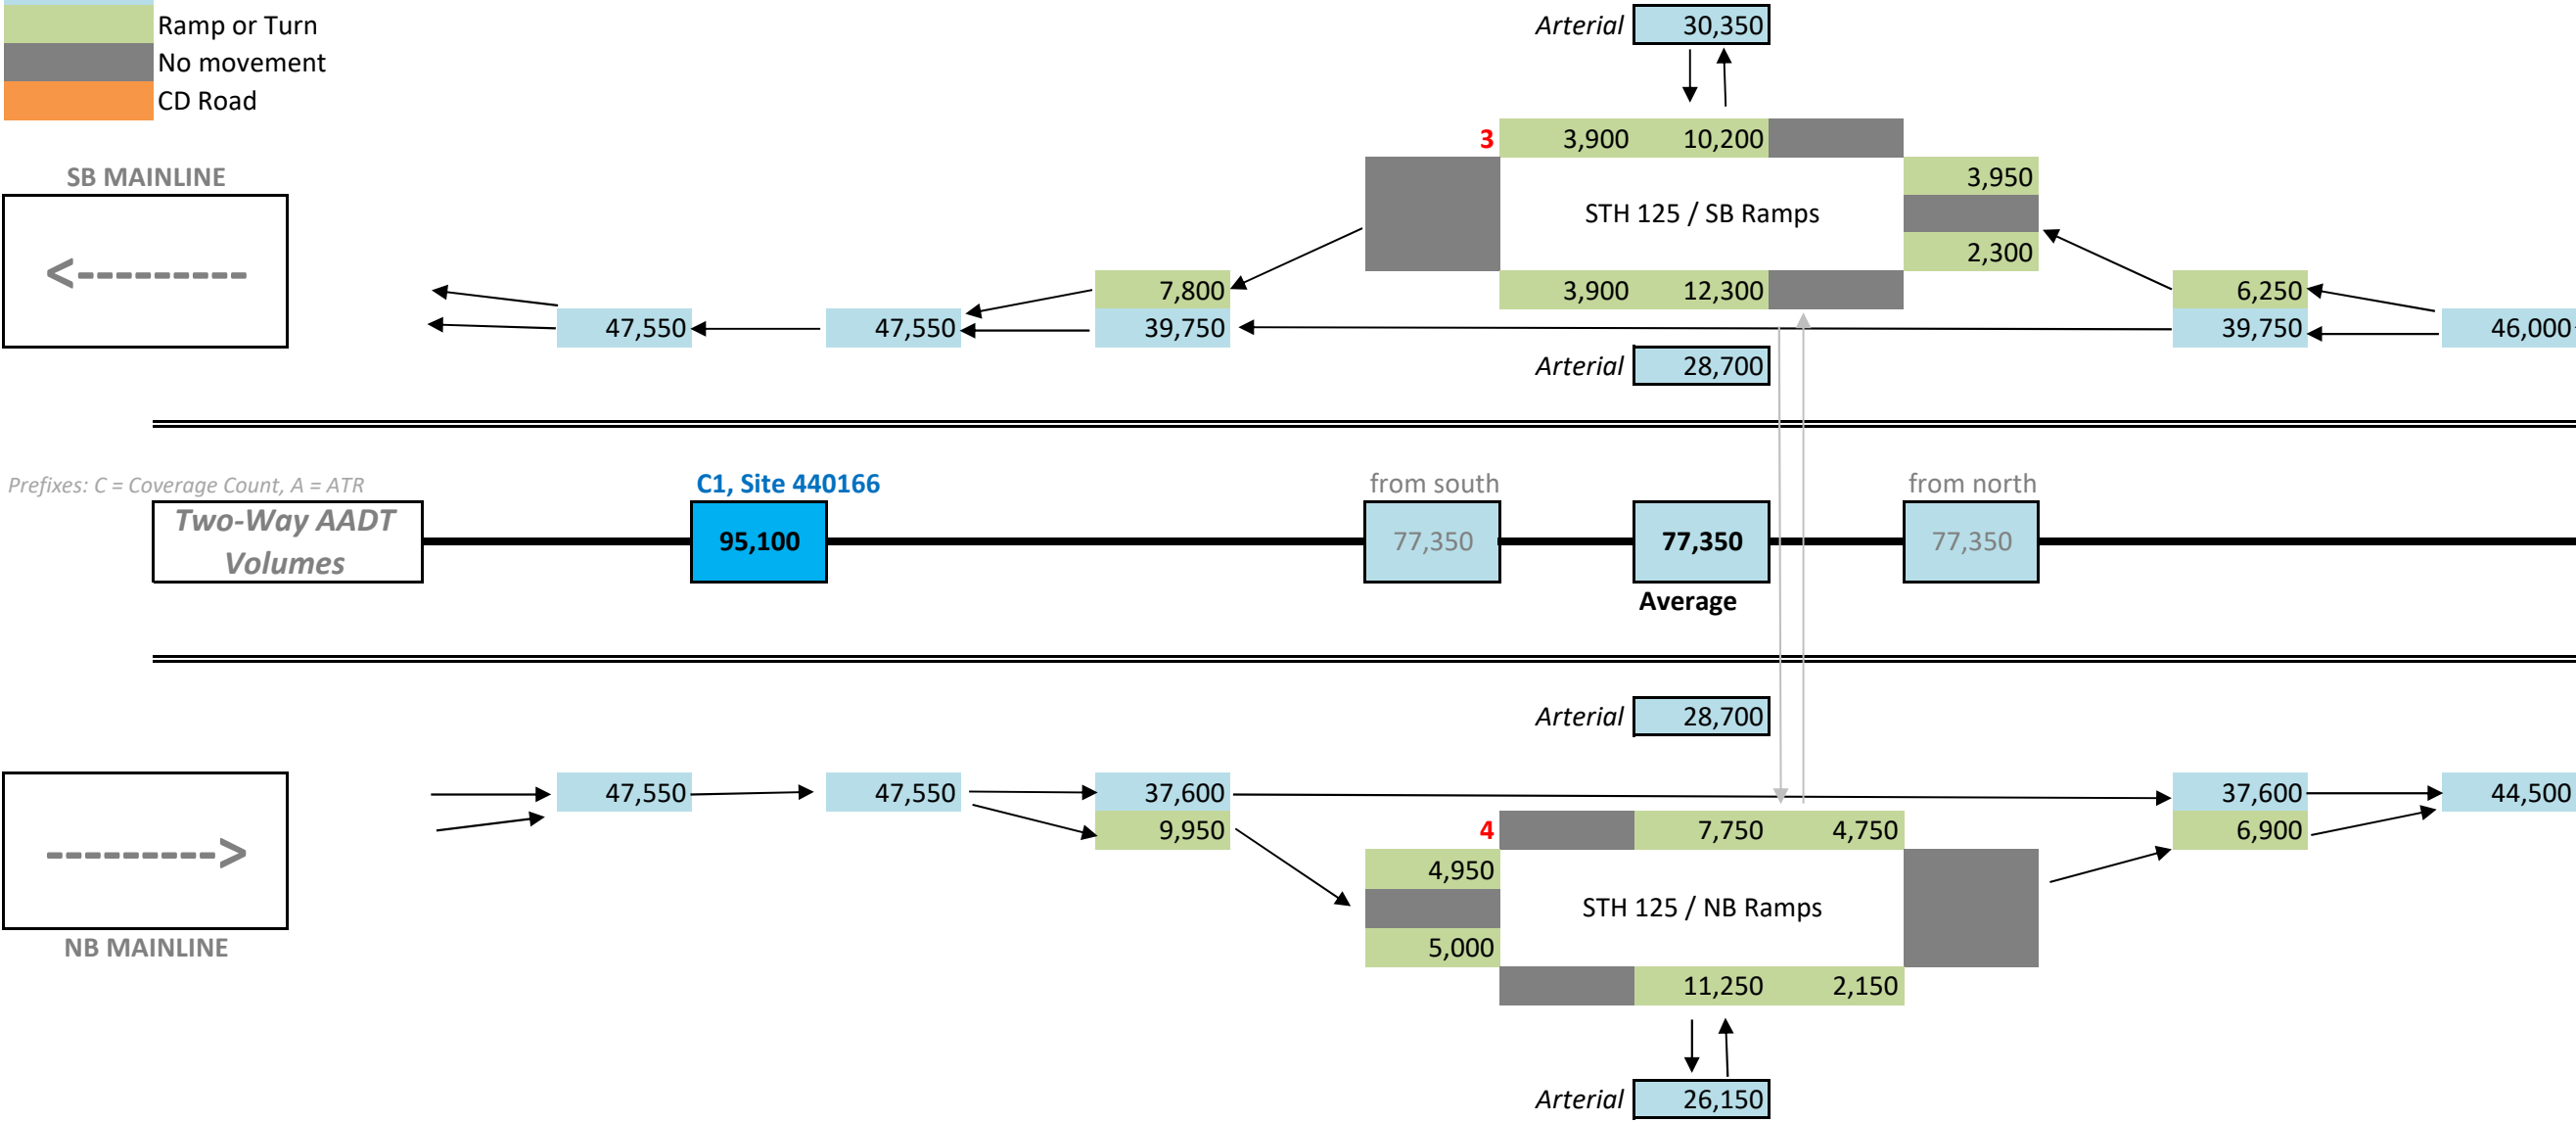 Ramp or Turn
No movement
CD Road
Arterial 30,350
3 3,900 10,200
SB MAINLINE
3,950
STH 125 / SB Ramps
<---------
2,300
7,800 3,900 12,300 6,250
47,550 47,550 39,750 39,750 46,000
Arterial 28,700
Prefixes: C = Coverage Count, A = ATR
C1, Site 440166 from south from north
Two-Way AADT
Volumes
95,100 77,350 77,350 77,350
Average
Arterial 28,700
47,550 47,550 37,600 37,600 44,500
9,950 4 7,750 4,750 6,900
--------->
4,950
STH 125 / NB Ramps
5,000
NB MAINLINE
11,250 2,150
Arterial 26,150